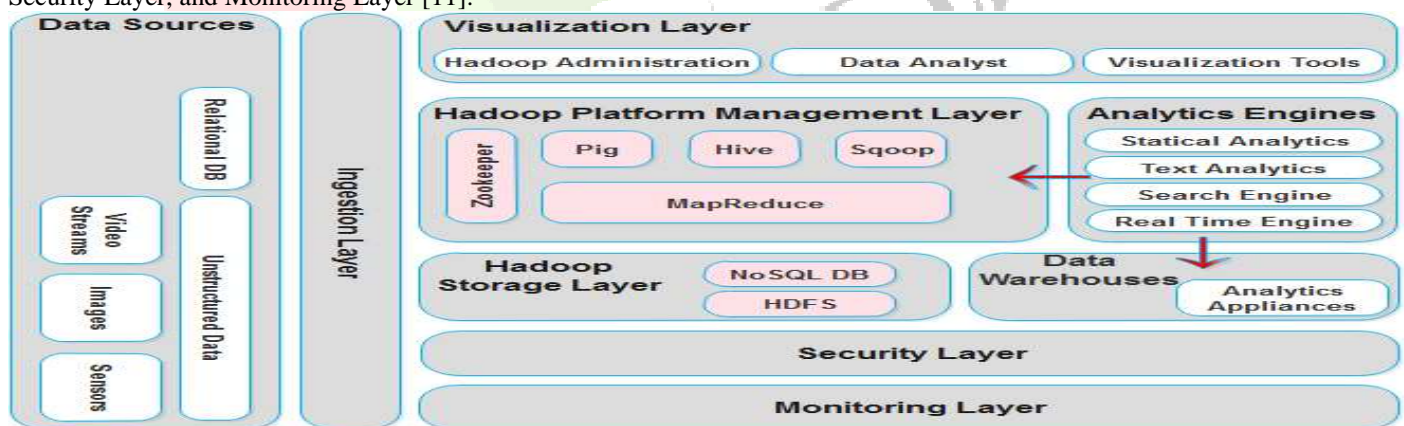 Security Layer, and Monitoring Layer [11].
Data Sources
Relational DB
Video
Streams
Images
Sensors
Unstructured Data
Ingestion Layer
Visualization Layer
Hadoop Administration
Data Analyst
Visualization Tools
Hadoop Platform Management Layer
Zookeeper
Pig
Hive
Sqoop
MapReduce
Analytics Engines
Statical Analytics
Text Analytics
Search Engine
Real Time Engine
Hadoop
Storage Layer
NoSQL DB
HDFS
Data
Warehouses
Analytics
Appliances
Security Layer
Monitoring Layer